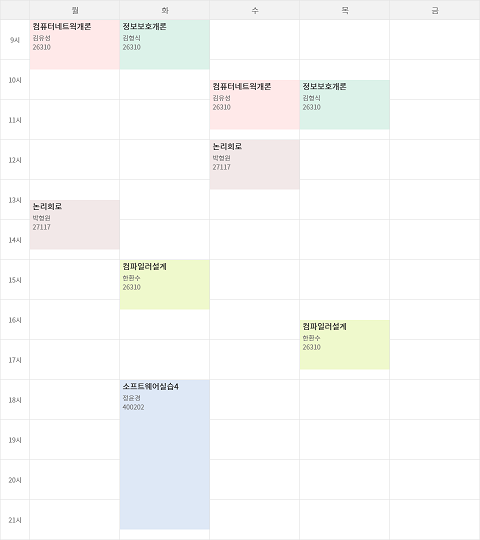 월 화 수 목 금
9시
컴퓨터네트웍개론
김유성
26310
정보보호개론
김형식
26310
10시
컴퓨터네트웍개론
김유성
26310
정보보호개론
김형식
26310
11시
논리회로
박형원
27117
12시
13시
논리회로
박형원
27117
14시
컴파일러설계
한환수
26310
15시
16시
컴파일러설계
한환수
26310
17시
소프트웨어실습4
정윤경
400202
18시
19시
20시
21시